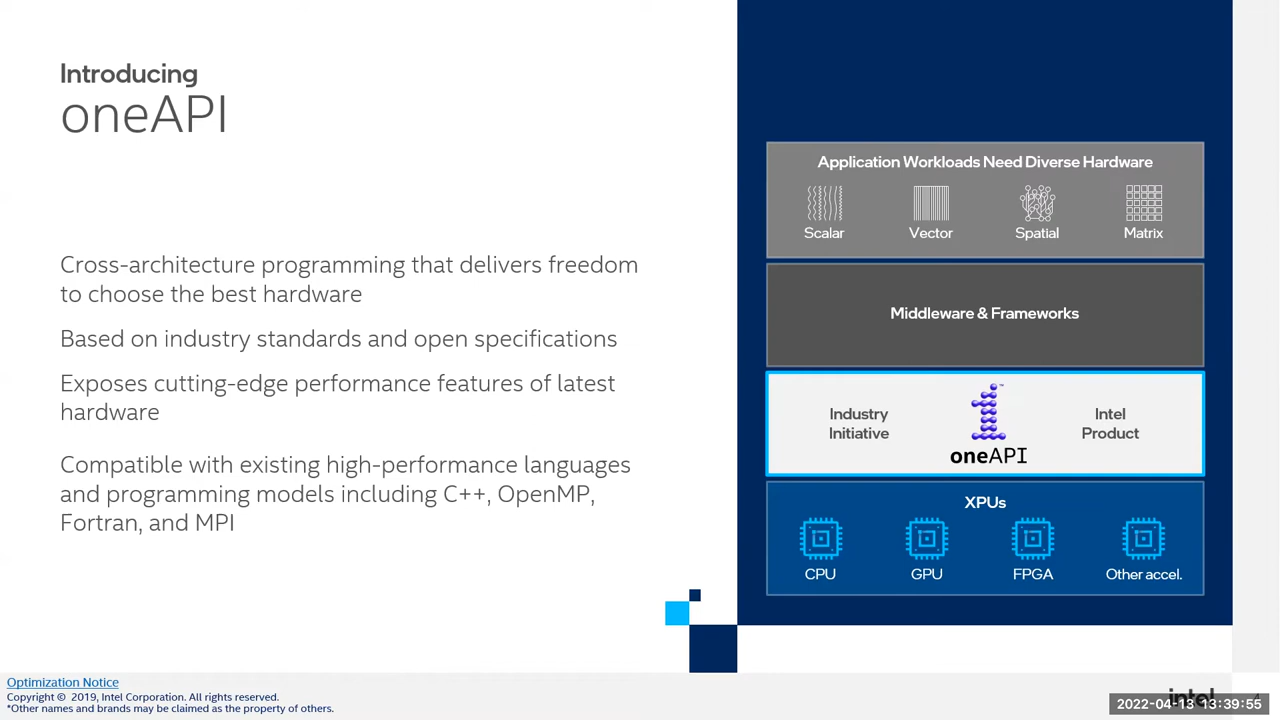 Introducing
oneAPI
Cross-architecture programming that delivers freedom
to choose the best hardware
Based on industry standards and open specifications
Exposes cutting-edge performance features of latest
hardware
Compatible with existing high-performance languages
and programming models including C++, OpenMP,
Fortran, and MPI
Application Workloads Need Diverse Hardware
Scalar Vector Spatial Matrix
Middleware & Frameworks
Industry
Initiative
oneAPI
Intel
Product
XPUs
CPU GPU FPGA Other accel.
Optimization Notice
Copyright © 2019, Intel Corporation. All rights reserved.
*Other names and brands may be claimed as the property of others.
intel
2022-04-13 13:39:55